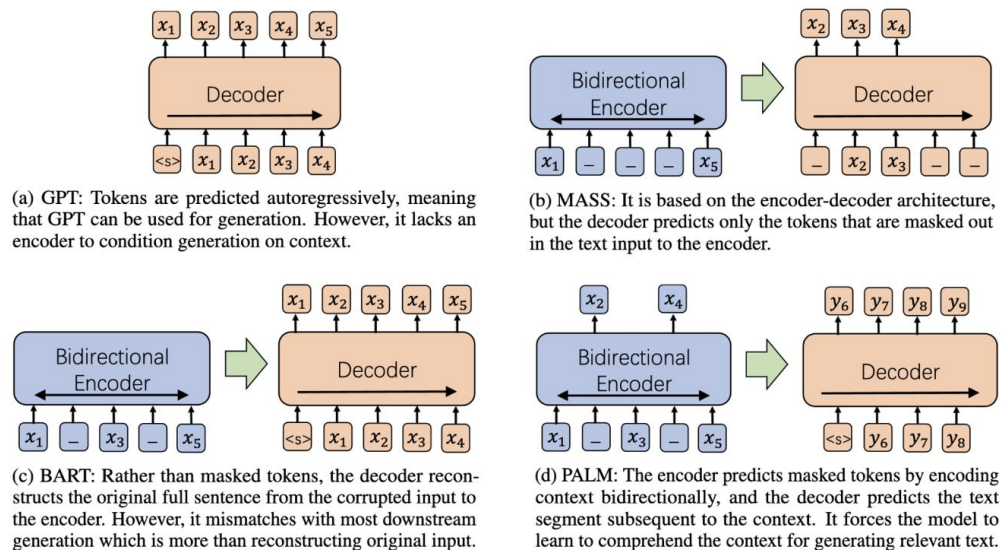 x₁ x₂ x₃ x₄ x₅
Decoder
<s> x₁ x₂ x₃ x₄
(a) GPT: Tokens are predicted autoregressively, meaning
that GPT can be used for generation. However, it lacks an
encoder to condition generation on context.
x₂ x₃ x₄
Bidirectional
Encoder
Decoder
x₁ _ _ _ x₅
_ x₂ x₃ _ _
(b) MASS: It is based on the encoder-decoder architecture,
but the decoder predicts only the tokens that are masked out
in the text input to the encoder.
x₁ x₂ x₃ x₄ x₅
Bidirectional
Encoder
Decoder
x₁ _ x₃ _ x₅
<s> x₁ x₂ x₃ x₄
(c) BART: Rather than masked tokens, the decoder recon-
structs the original full sentence from the corrupted input to
the encoder. However, it mismatches with most downstream
generation which is more than reconstructing original input.
x₂ x₄
y₆ y₇ y₈ y₉
Bidirectional
Encoder
Decoder
x₁ _ x₃ _ x₅
<s> y₆ y₇ y₈
(d) PALM: The encoder predicts masked tokens by encoding
context bidirectionally, and the decoder predicts the text
segment subsequent to the context. It forces the model to
learn to comprehend the context for generating relevant text.